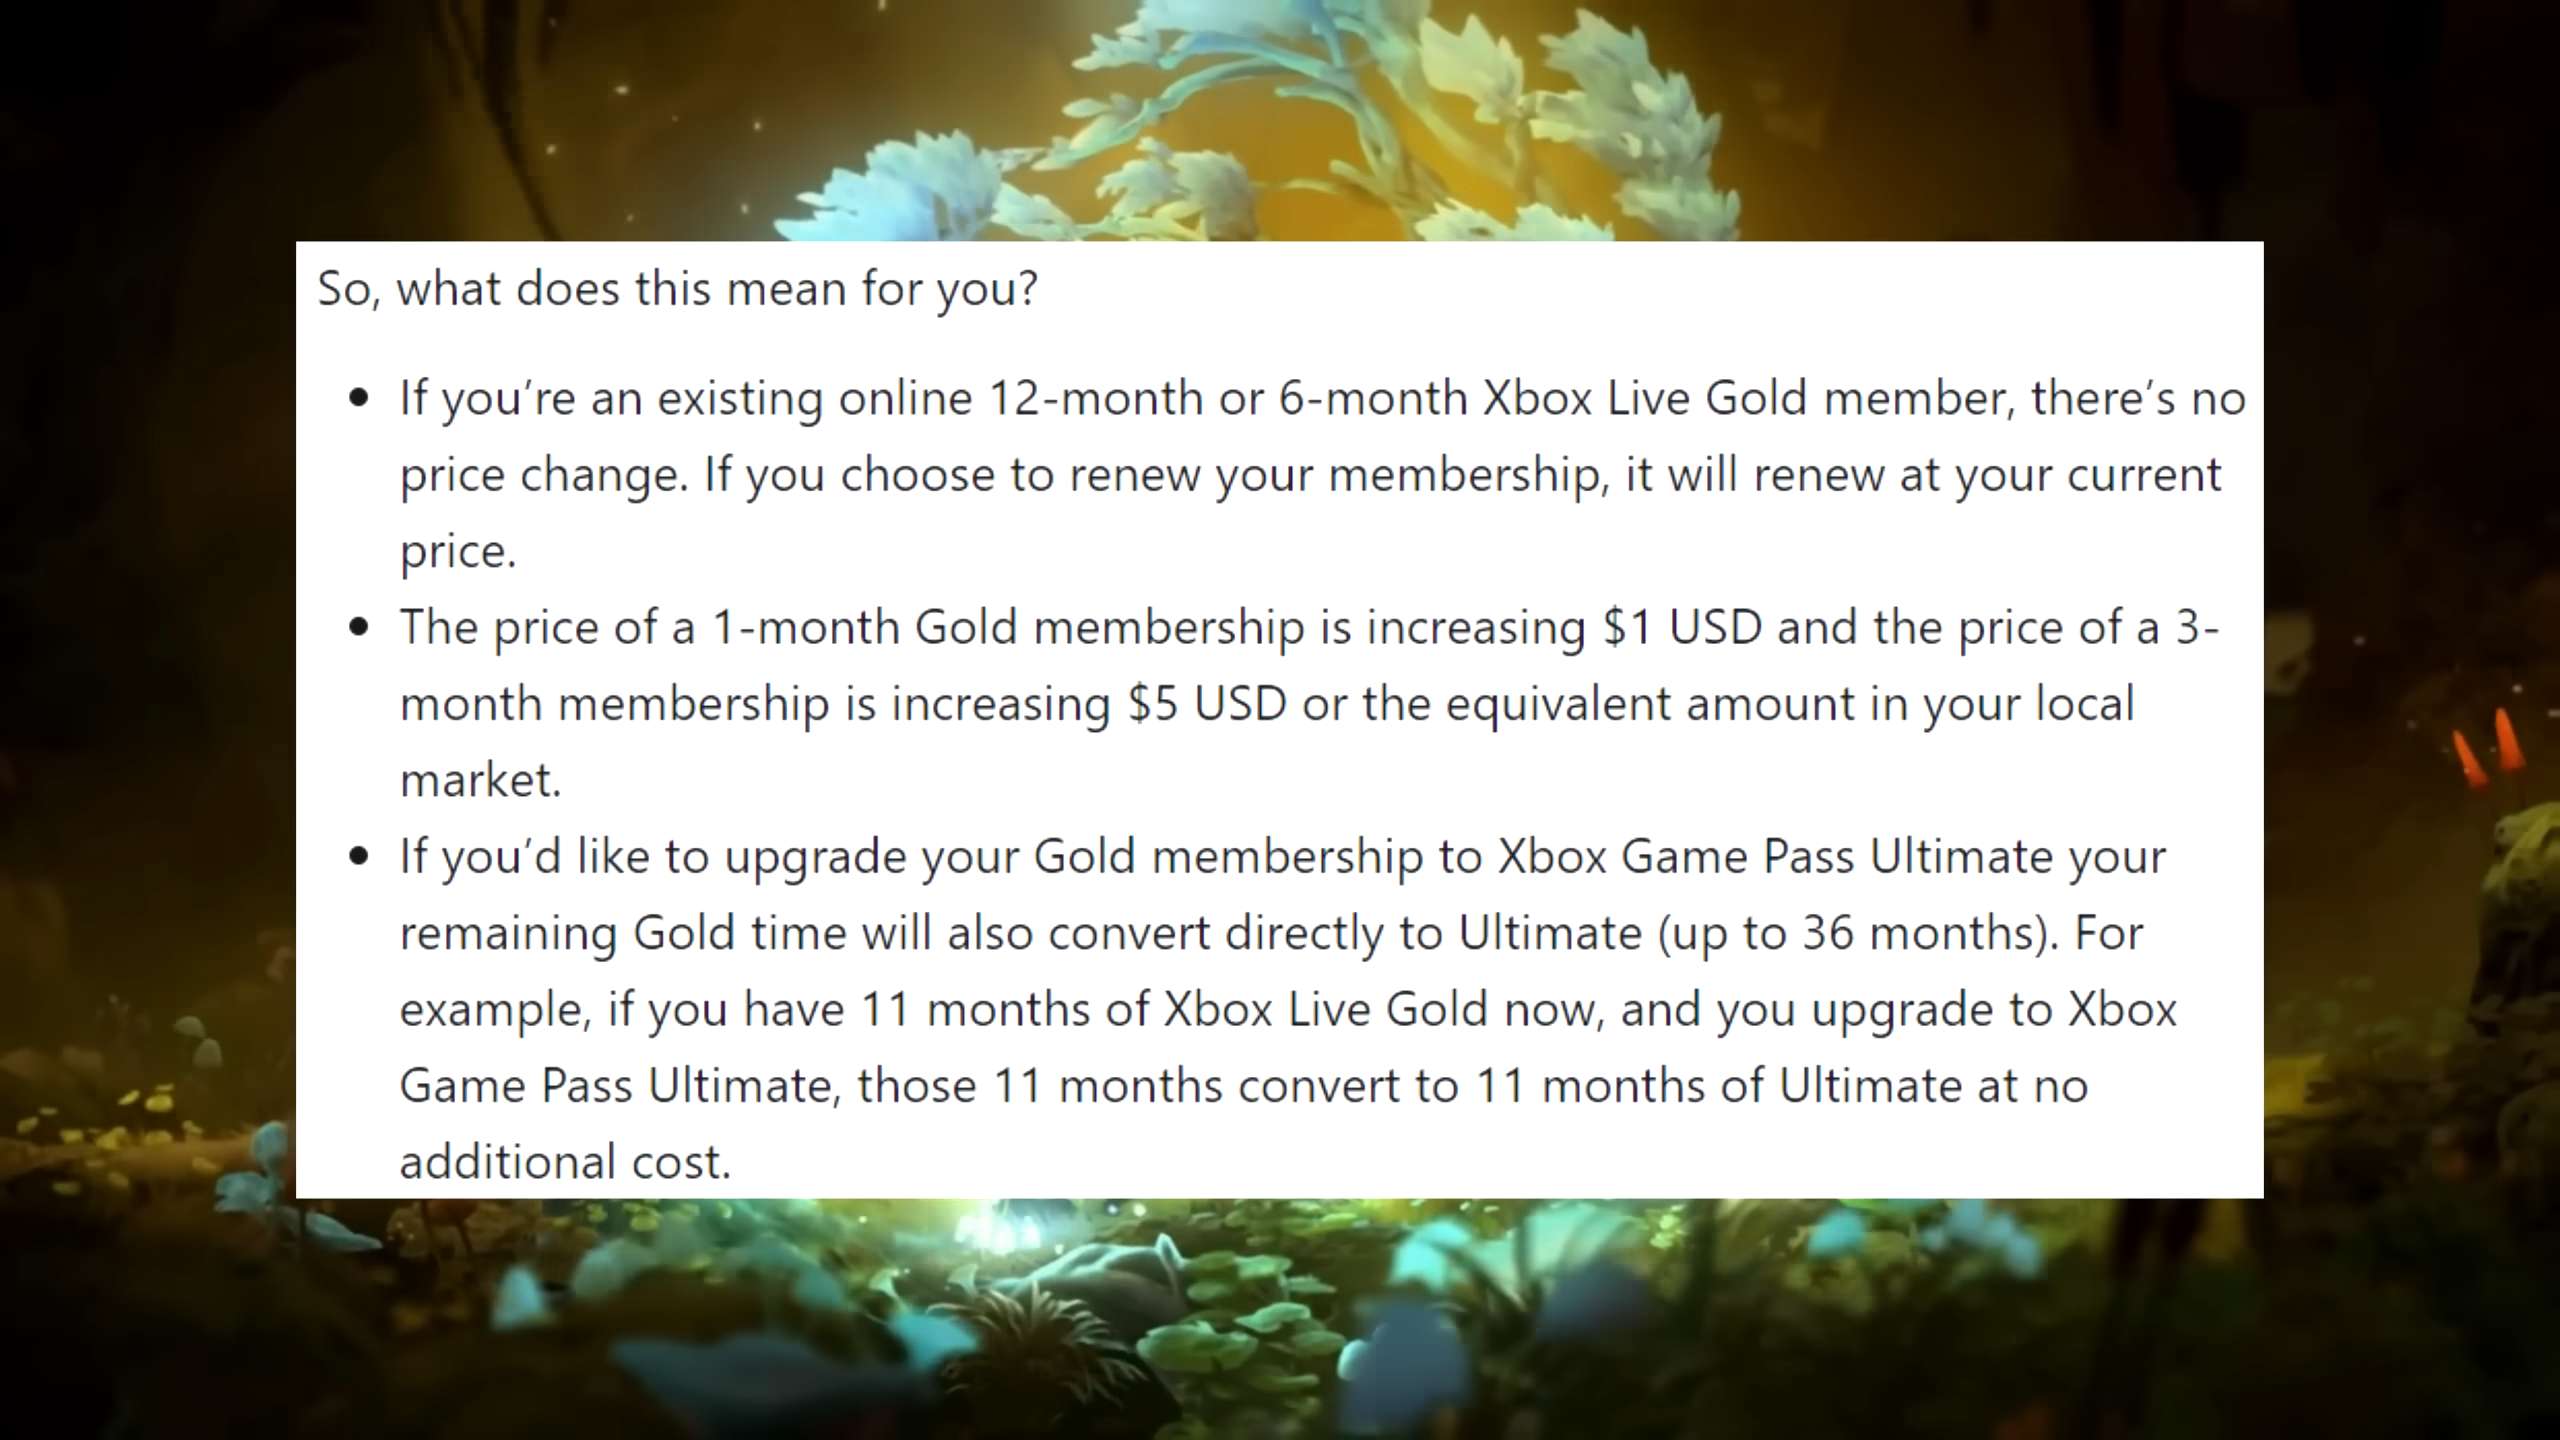 So, what does this mean for you?
• If you’re an existing online 12-month or 6-month Xbox Live Gold member, there’s no
price change. If you choose to renew your membership, it will renew at your current
price.
• The price of a 1-month Gold membership is increasing $1 USD and the price of a 3-
month membership is increasing $5 USD or the equivalent amount in your local
market.
• If you’d like to upgrade your Gold membership to Xbox Game Pass Ultimate your
remaining Gold time will also convert directly to Ultimate (up to 36 months). For
example, if you have 11 months of Xbox Live Gold now, and you upgrade to Xbox
Game Pass Ultimate, those 11 months convert to 11 months of Ultimate at no
additional cost.